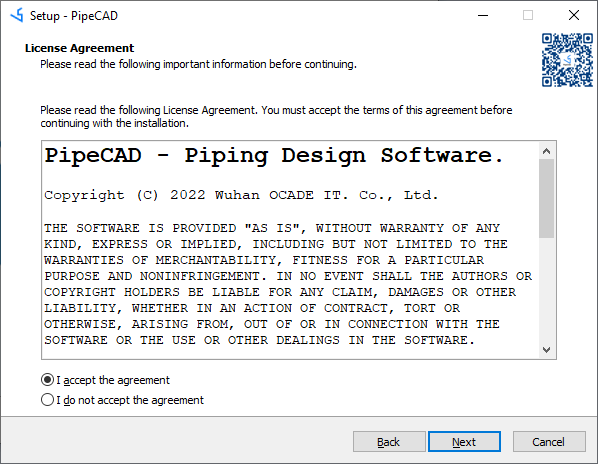 Setup - PipeCAD
License Agreement
Please read the following important information before continuing.
Please read the following License Agreement. You must accept the terms of this agreement before
continuing with the installation.
PipeCAD - Piping Design Software.
Copyright (C) 2022 Wuhan OCADE IT. Co., Ltd.
THE SOFTWARE IS PROVIDED "AS IS", WITHOUT WARRANTY OF ANY
KIND, EXPRESS OR IMPLIED, INCLUDING BUT NOT LIMITED TO THE
WARRANTIES OF MERCHANTABILITY, FITNESS FOR A PARTICULAR
PURPOSE AND NONINFRINGEMENT. IN NO EVENT SHALL THE AUTHORS OR
COPYRIGHT HOLDERS BE LIABLE FOR ANY CLAIM, DAMAGES OR OTHER
LIABILITY, WHETHER IN AN ACTION OF CONTRACT, TORT OR
OTHERWISE, ARISING FROM, OUT OF OR IN CONNECTION WITH THE
SOFTWARE OR THE USE OR OTHER DEALINGS IN THE SOFTWARE.
I accept the agreement
I do not accept the agreement
Back Next Cancel